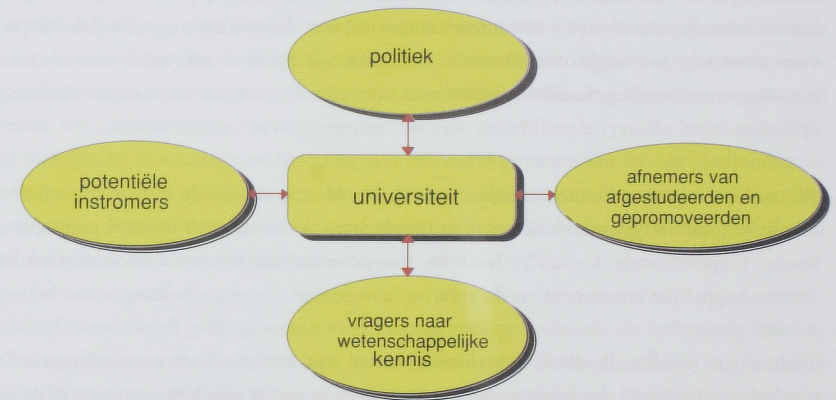 politiek
potentiële
instromers
universiteit
afnemers van
afgestudeerden en
gepromoveerden
vragers naar
wetenschappelijke
kennis